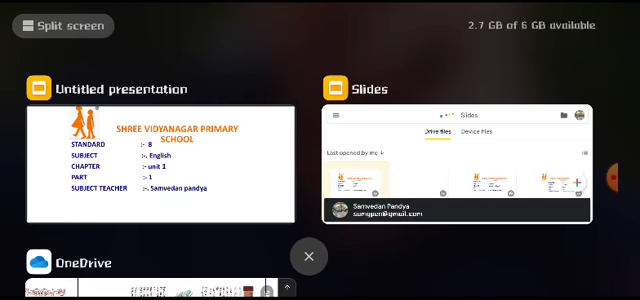 Split screen
2.7 GB of 6 GB available
Untitled presentation
SHREE VIDYANAGAR PRIMARY
SCHOOL
STANDARD :- 8
SUBJECT :-. English
CHAPTER :- unit 1
PART :- 1
SUBJECT TEACHER :-. Samvedan pandya
Slides
Slides
Drive files Device files
Last opened by me
Samvedan Pandya
OneDrive